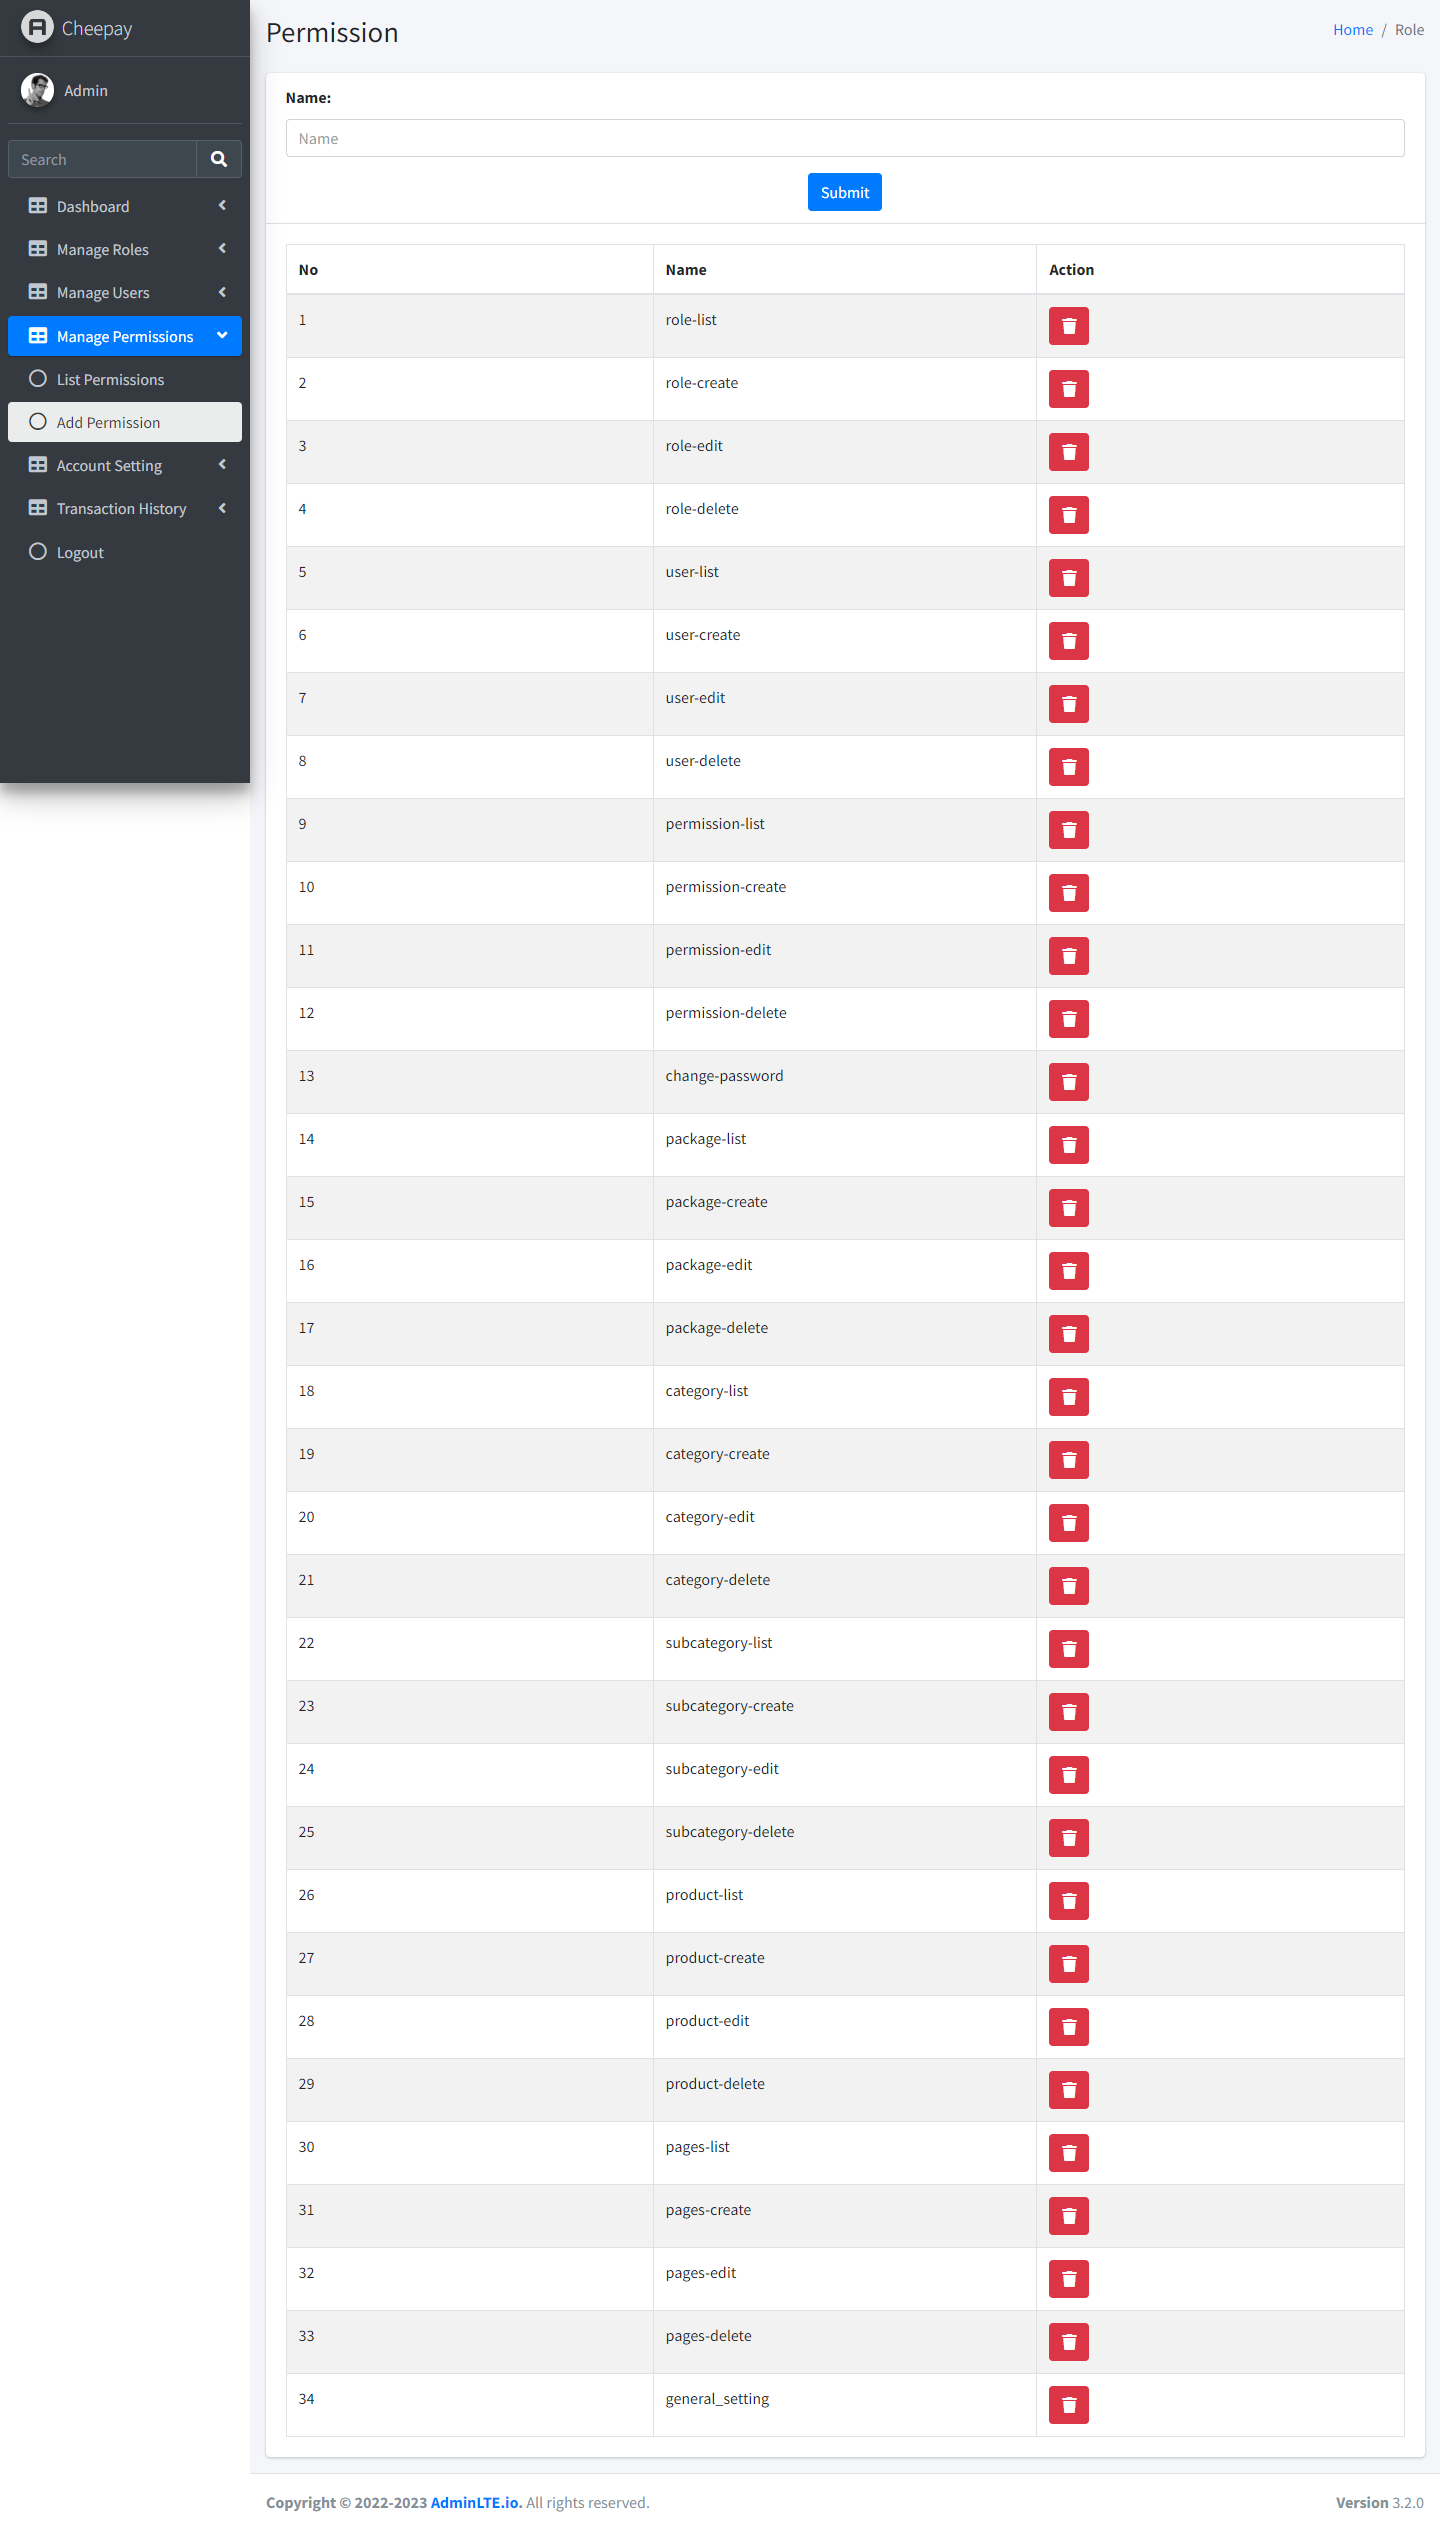 Cheepay
Admin
Search
Dashboard
Manage Roles
Manage Users
Manage Permissions
List Permissions
Add Permission
Account Setting
Transaction History
Logout
Permission
Home / Role
Name:
Name
Submit
No Name Action
1 role-list
2 role-create
3 role-edit
4 role-delete
5 user-list
6 user-create
7 user-edit
8 user-delete
9 permission-list
10 permission-create
11 permission-edit
12 permission-delete
13 change-password
14 package-list
15 package-create
16 package-edit
17 package-delete
18 category-list
19 category-create
20 category-edit
21 category-delete
22 subcategory-list
23 subcategory-create
24 subcategory-edit
25 subcategory-delete
26 product-list
27 product-create
28 product-edit
29 product-delete
30 pages-list
31 pages-create
32 pages-edit
33 pages-delete
34 general_setting
Copyright © 2022-2023 AdminLTE.io. All rights reserved. Version 3.2.0